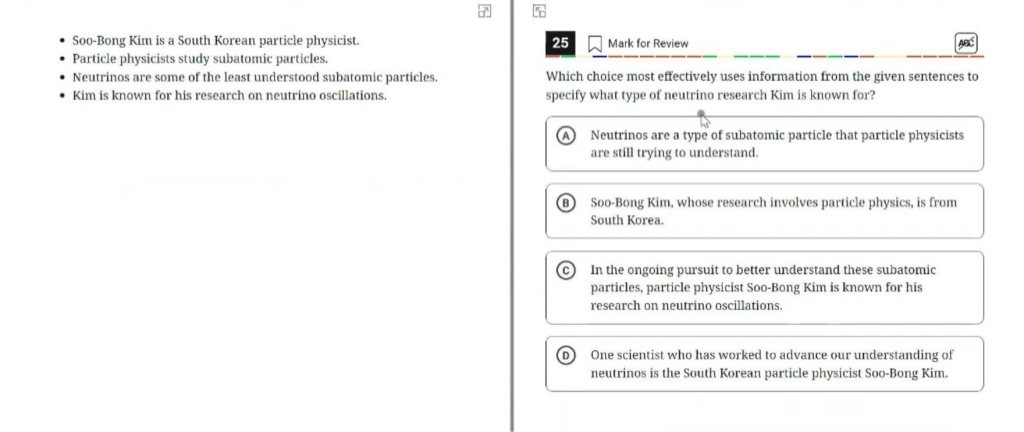 • Soo-Bong Kim is a South Korean particle physicist.
• Particle physicists study subatomic particles.
• Neutrinos are some of the least understood subatomic particles.
• Kim is known for his research on neutrino oscillations.
25 Mark for Review ABC
Which choice most effectively uses information from the given sentences to
specify what type of neutrino research Kim is known for?
A Neutrinos are a type of subatomic particle that particle physicists
are still trying to understand.
B Soo-Bong Kim, whose research involves particle physics, is from
South Korea.
C In the ongoing pursuit to better understand these subatomic
particles, particle physicist Soo-Bong Kim is known for his
research on neutrino oscillations.
D One scientist who has worked to advance our understanding of
neutrinos is the South Korean particle physicist Soo-Bong Kim.